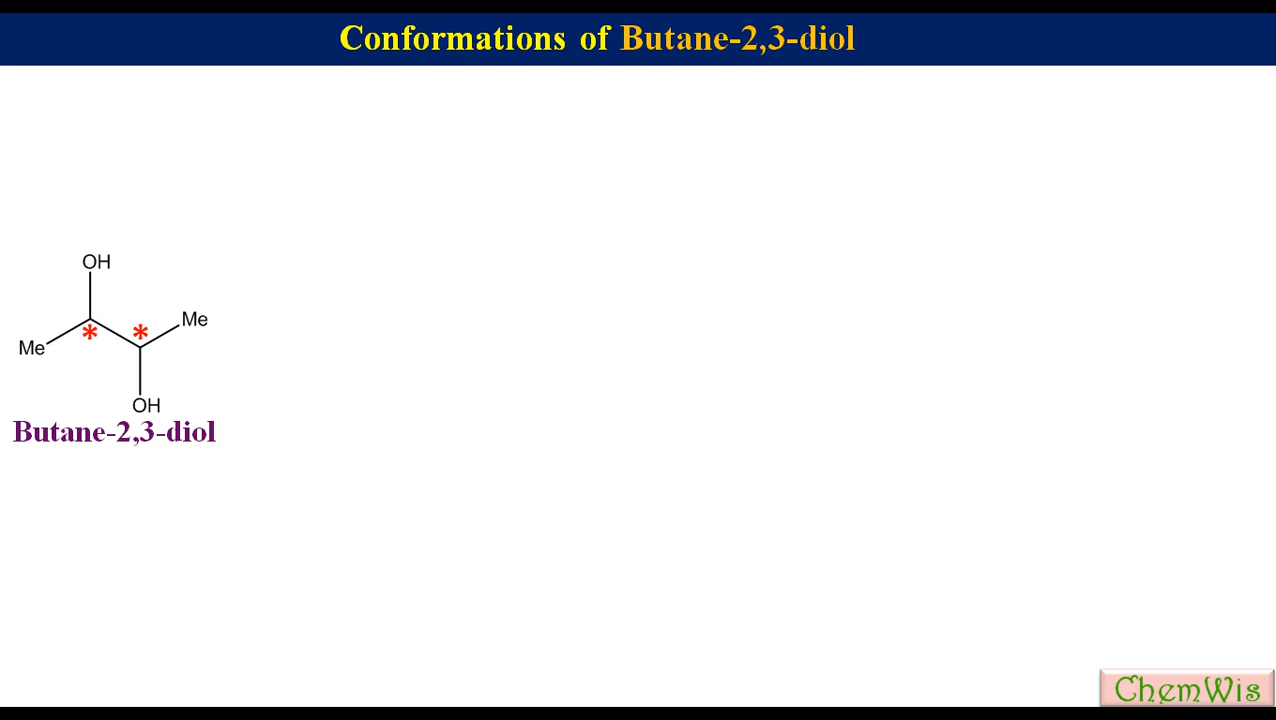 Conformations of Butane-2,3-diol
OH
Me
* *
Me
OH
Butane-2,3-diol
ChemWis